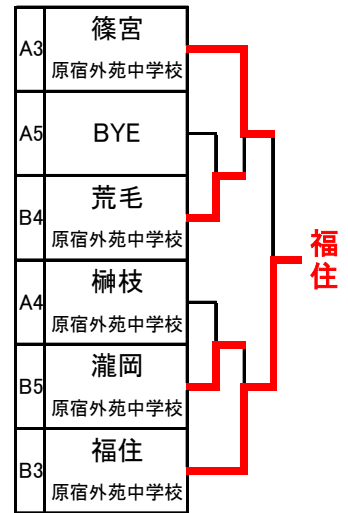 A3
篠宮
原宿外苑中学校
A5
BYE
B4
荒毛
原宿外苑中学校
A4
榊枝
原宿外苑中学校
B5
瀧岡
原宿外苑中学校
B3
福住
原宿外苑中学校
福住